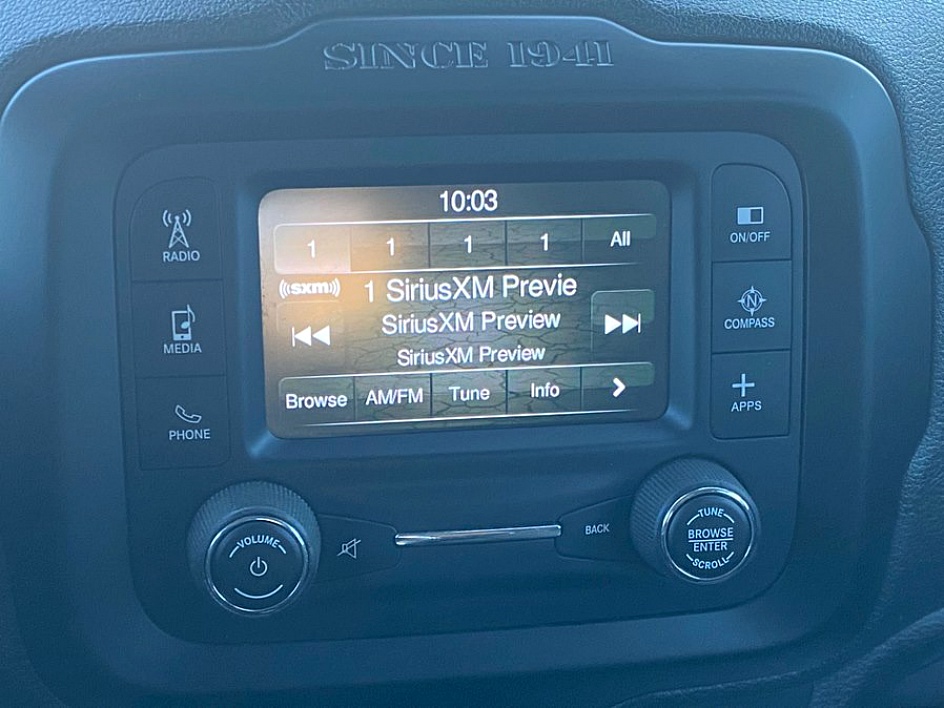 SINCE 1941
10:03
1 1 1 1 All
((sxm)) 1 SiriusXM Previe
SiriusXM Preview
SiriusXM Preview
Browse AM/FM Tune Info
RADIO
MEDIA
PHONE
ON/OFF
N
COMPASS
APPS
VOLUME
BACK
TUNE
BROWSE
ENTER
SCROLL